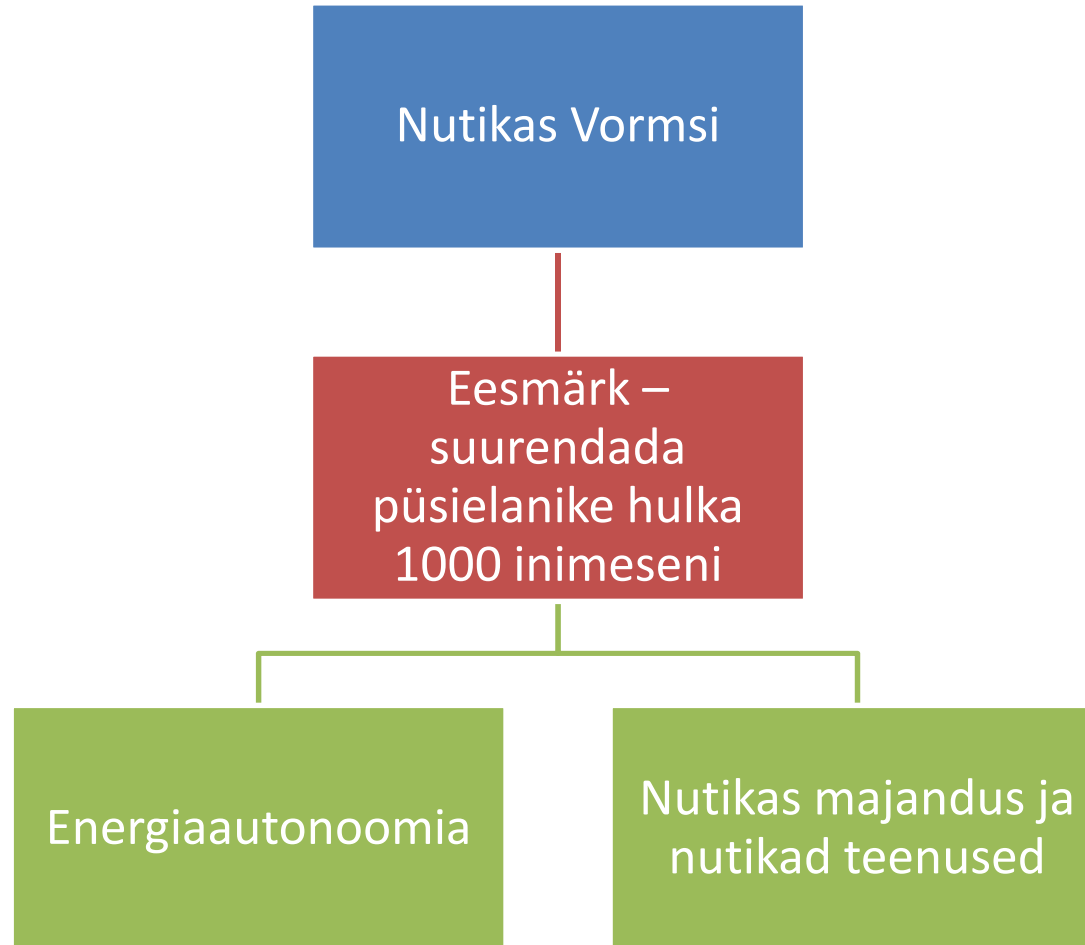 Nutikas Vormsi
Eesmärk –
suurendada
püsielanike hulka
1000 inimeseni
Energiaautonoomia
Nutikas majandus ja
nutikad teenused